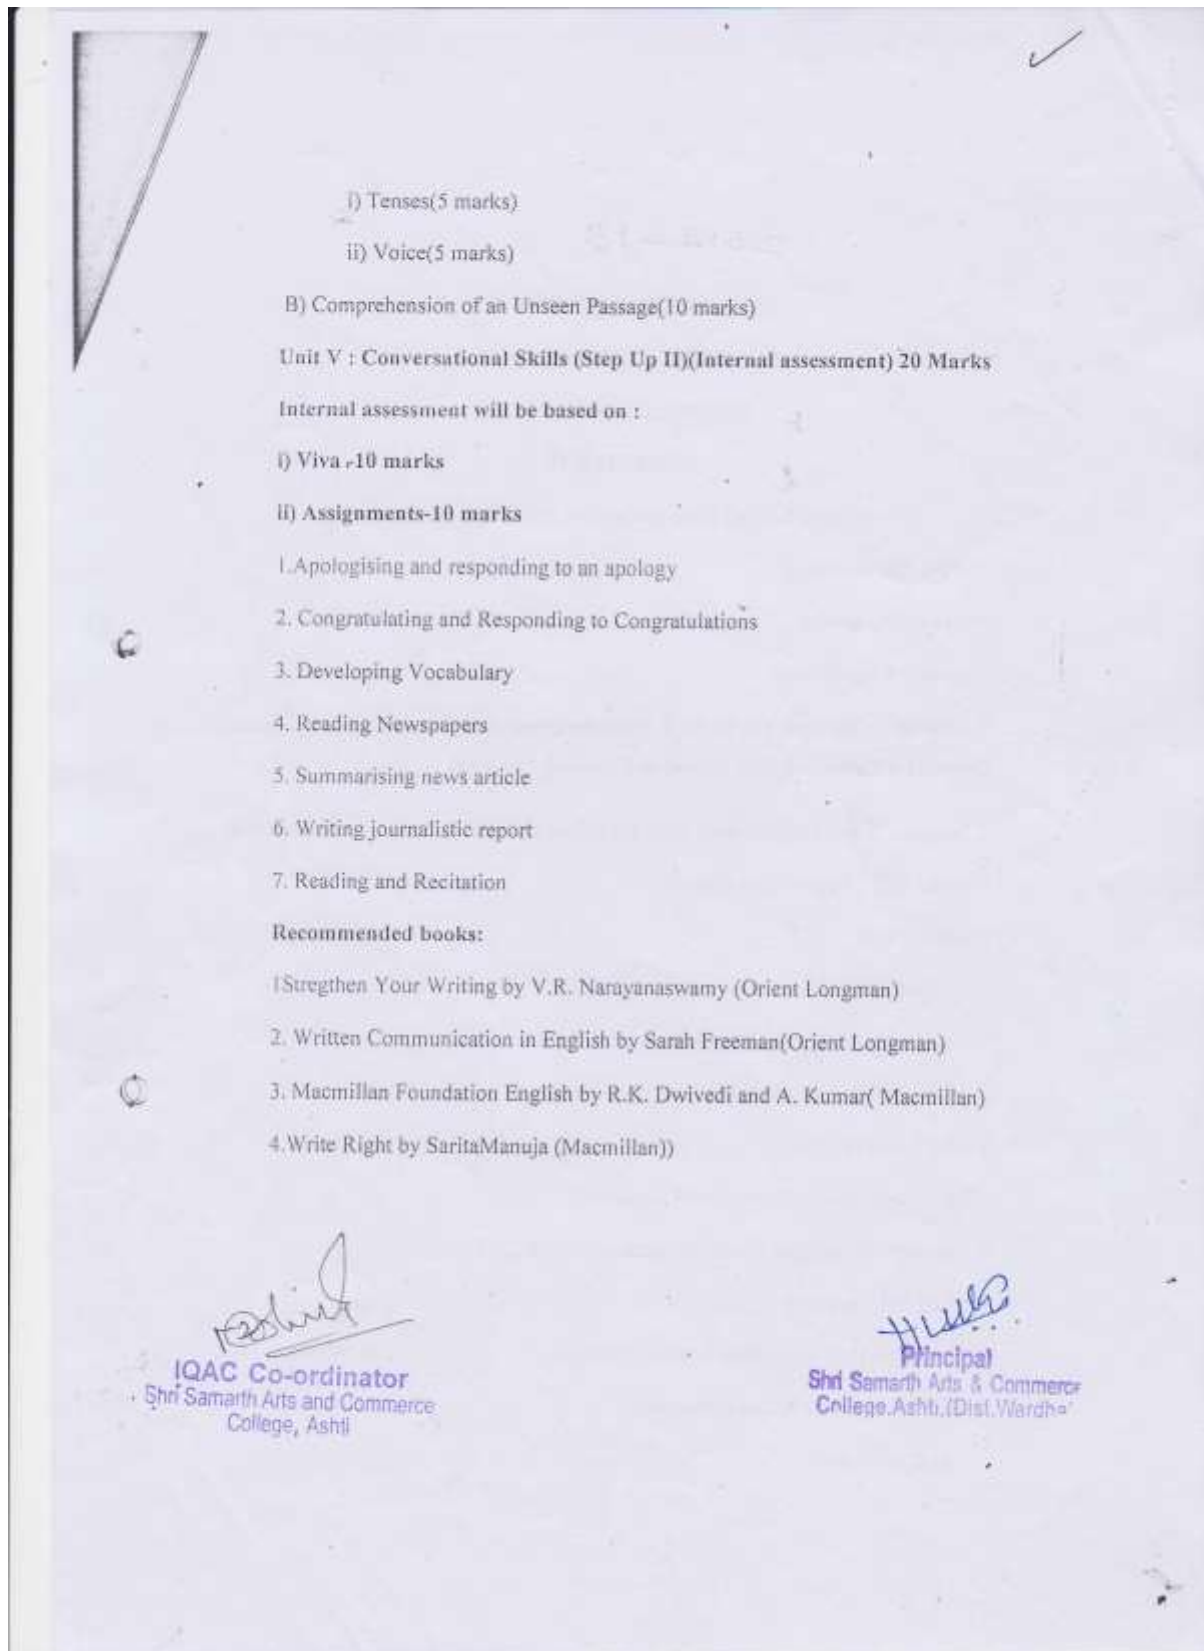 i) Tenses(5 marks)
ii) Voice(5 marks)
B) Comprehension of an Unseen Passage(10 marks)
Unit V : Conversational Skills (Step Up II)(Internal assessment) 20 Marks
Internal assessment will be based on :
i) Viva -10 marks
ii) Assignments-10 marks
1.Apologising and responding to an apology
2. Congratulating and Responding to Congratulations
3. Developing Vocabulary
4. Reading Newspapers
5. Summarising news article
6. Writing journalistic report
7. Reading and Recitation
Recommended books:
1Stregthen Your Writing by V.R. Narayanaswamy (Orient Longman)
2. Written Communication in English by Sarah Freeman(Orient Longman)
3. Macmillan Foundation English by R.K. Dwivedi and A. Kumar( Macmillan)
4.Write Right by SaritaManuja (Macmillan))
IQAC Co-ordinator
Shri Samarth Arts and Commerce
College, Ashti
Principal
Shri Samarth Arts & Commerce
College.Ashti.(Dist.Wardha